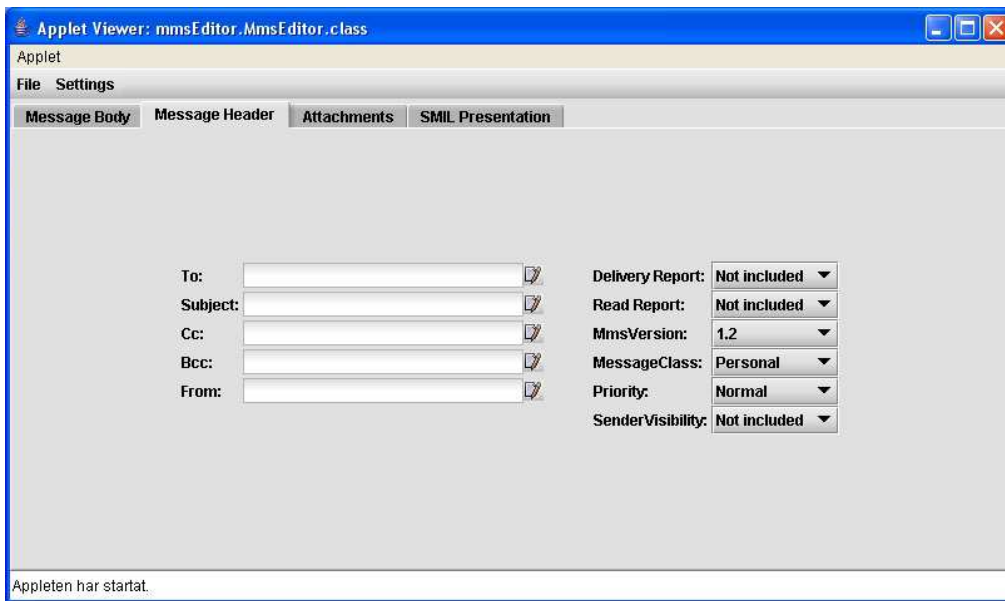 Applet Viewer: mmsEditor.MmsEditor.class
Applet
File Settings
Message Body Message Header Attachments SMIL Presentation
To:
Subject:
Cc:
Bcc:
From:
Delivery Report: Not included
Read Report: Not included
MmsVersion: 1.2
MessageClass: Personal
Priority: Normal
SenderVisibility: Not included
Appleten har startat.